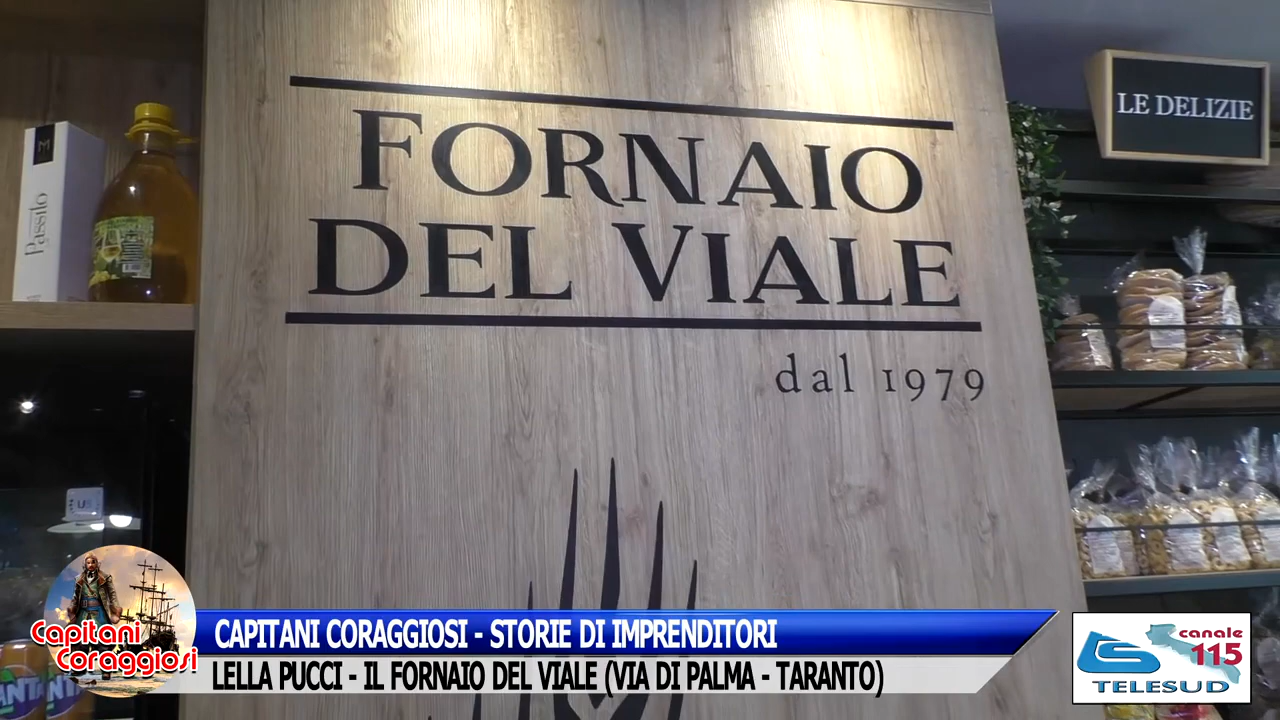 FORNAIO
DEL VIALE
dal 1979
LE DELIZIE
M
Passito
Capitani
Coraggiosi
CAPITANI CORAGGIOSI - STORIE DI IMPRENDITORI
LELLA PUCCI - IL FORNAIO DEL VIALE (VIA DI PALMA - TARANTO)
canale
115
TELESUD